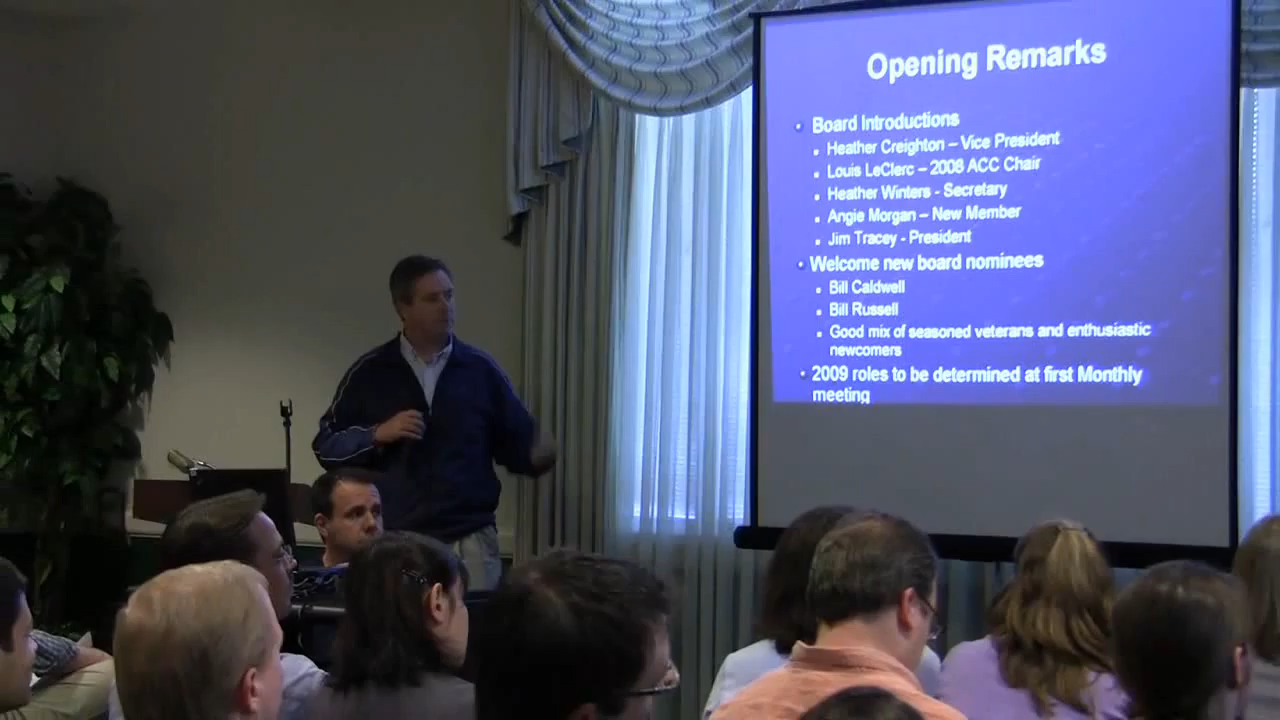 Opening Remarks
Board Introductions
Heather Creighton – Vice President
Louis LeClerc – 2008 ACC Chair
Heather Winters - Secretary
Angie Morgan – New Member
Jim Tracey - President
Welcome new board nominees
Bill Caldwell
Bill Russell
Good mix of seasoned veterans and enthusiastic
newcomers
2009 roles to be determined at first Monthly
meeting